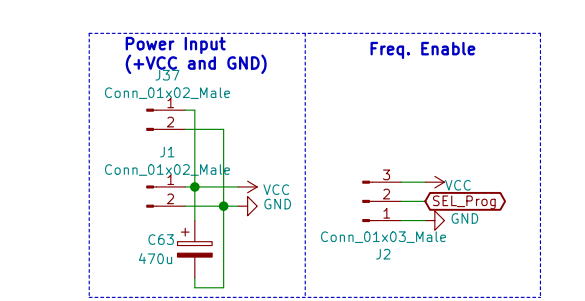 Power Input
(+VCC and GND)
J37
Conn_01x02_Male
1
2
J1
Conn_01x02_Male
1
2
VCC
GND
C63
+
470u
Freq. Enable
3
VCC
2
SEL_Prog
1
GND
Conn_01x03_Male
J2